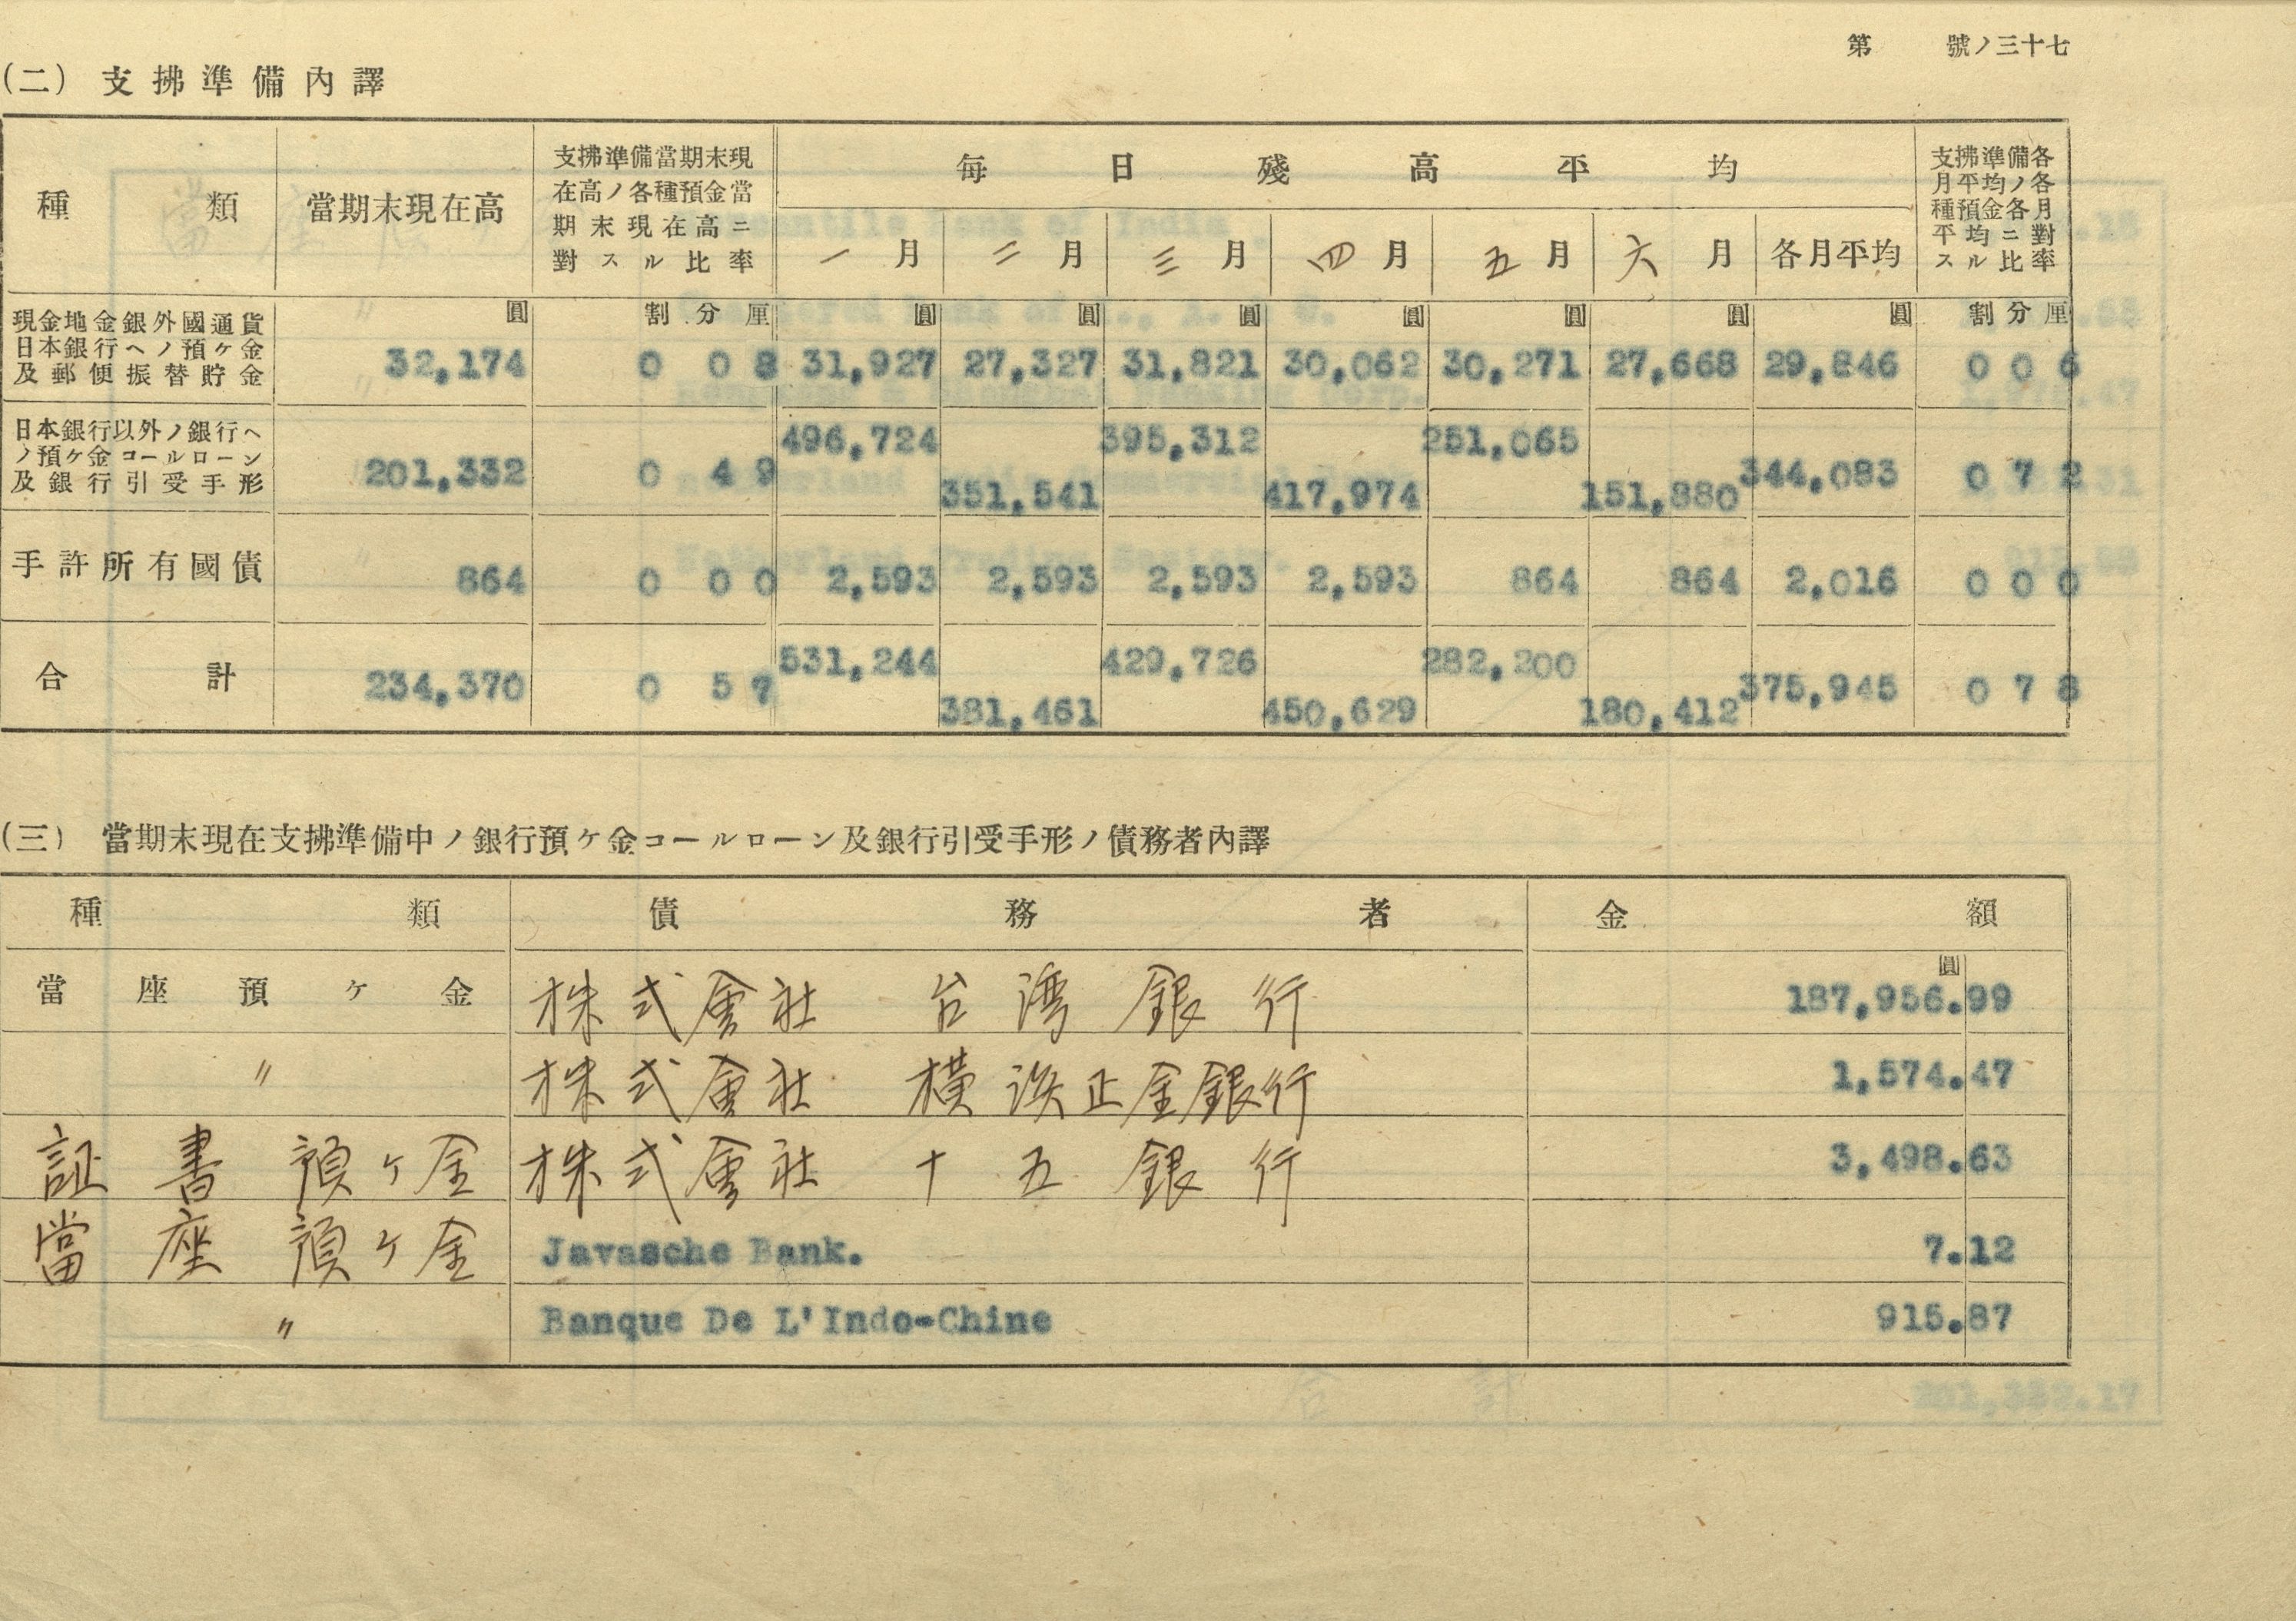 第 號ノ三十七
(二) 支拂準備內譯
種類 當期末現在高 支拂準備當期末現在高ノ各種預金當期末現在高ニ對スル比率 每日殘高平均 支拂準備各月平均ノ各種預金各月平均ニ對スル比率
一月 二月 三月 四月 五月 六月 各月平均
圓 割分厘 圓 圓 圓 圓 圓 圓 圓 割分厘
現金地金銀外國通貨
日本銀行ヘノ預ケ金
及郵便振替貯金
32,174 0 0 8 31,927 27,327 31,821 30,062 30,271 27,668 29,846 0 0 6
日本銀行以外ノ銀行ヘ
ノ預ケ金コールローン
及銀行引受手形
201,332 0 4 9 496,724 351,541 395,312 417,974 251,065 151,880 344,083 0 7 2
手許所有國債 864 0 0 0 2,593 2,593 2,593 2,593 864 864 2,016 0 0 0
合計 234,370 0 5 7 531,244 381,461 429,726 450,629 282,200 180,412 375,945 0 7 8
(三) 當期末現在支拂準備中ノ銀行預ケ金コールローン及銀行引受手形ノ債務者內譯
種類 債務者 金額
圓
當座預ケ金 株式會社 台湾銀行 187,956.99
〃 株式會社 横浜正金銀行 1,574.47
証書預ケ金 株式會社 十五銀行 3,498.63
當座預ケ金 Javasche Bank. 7.12
〃 Banque De L'Indo-Chine 915.87